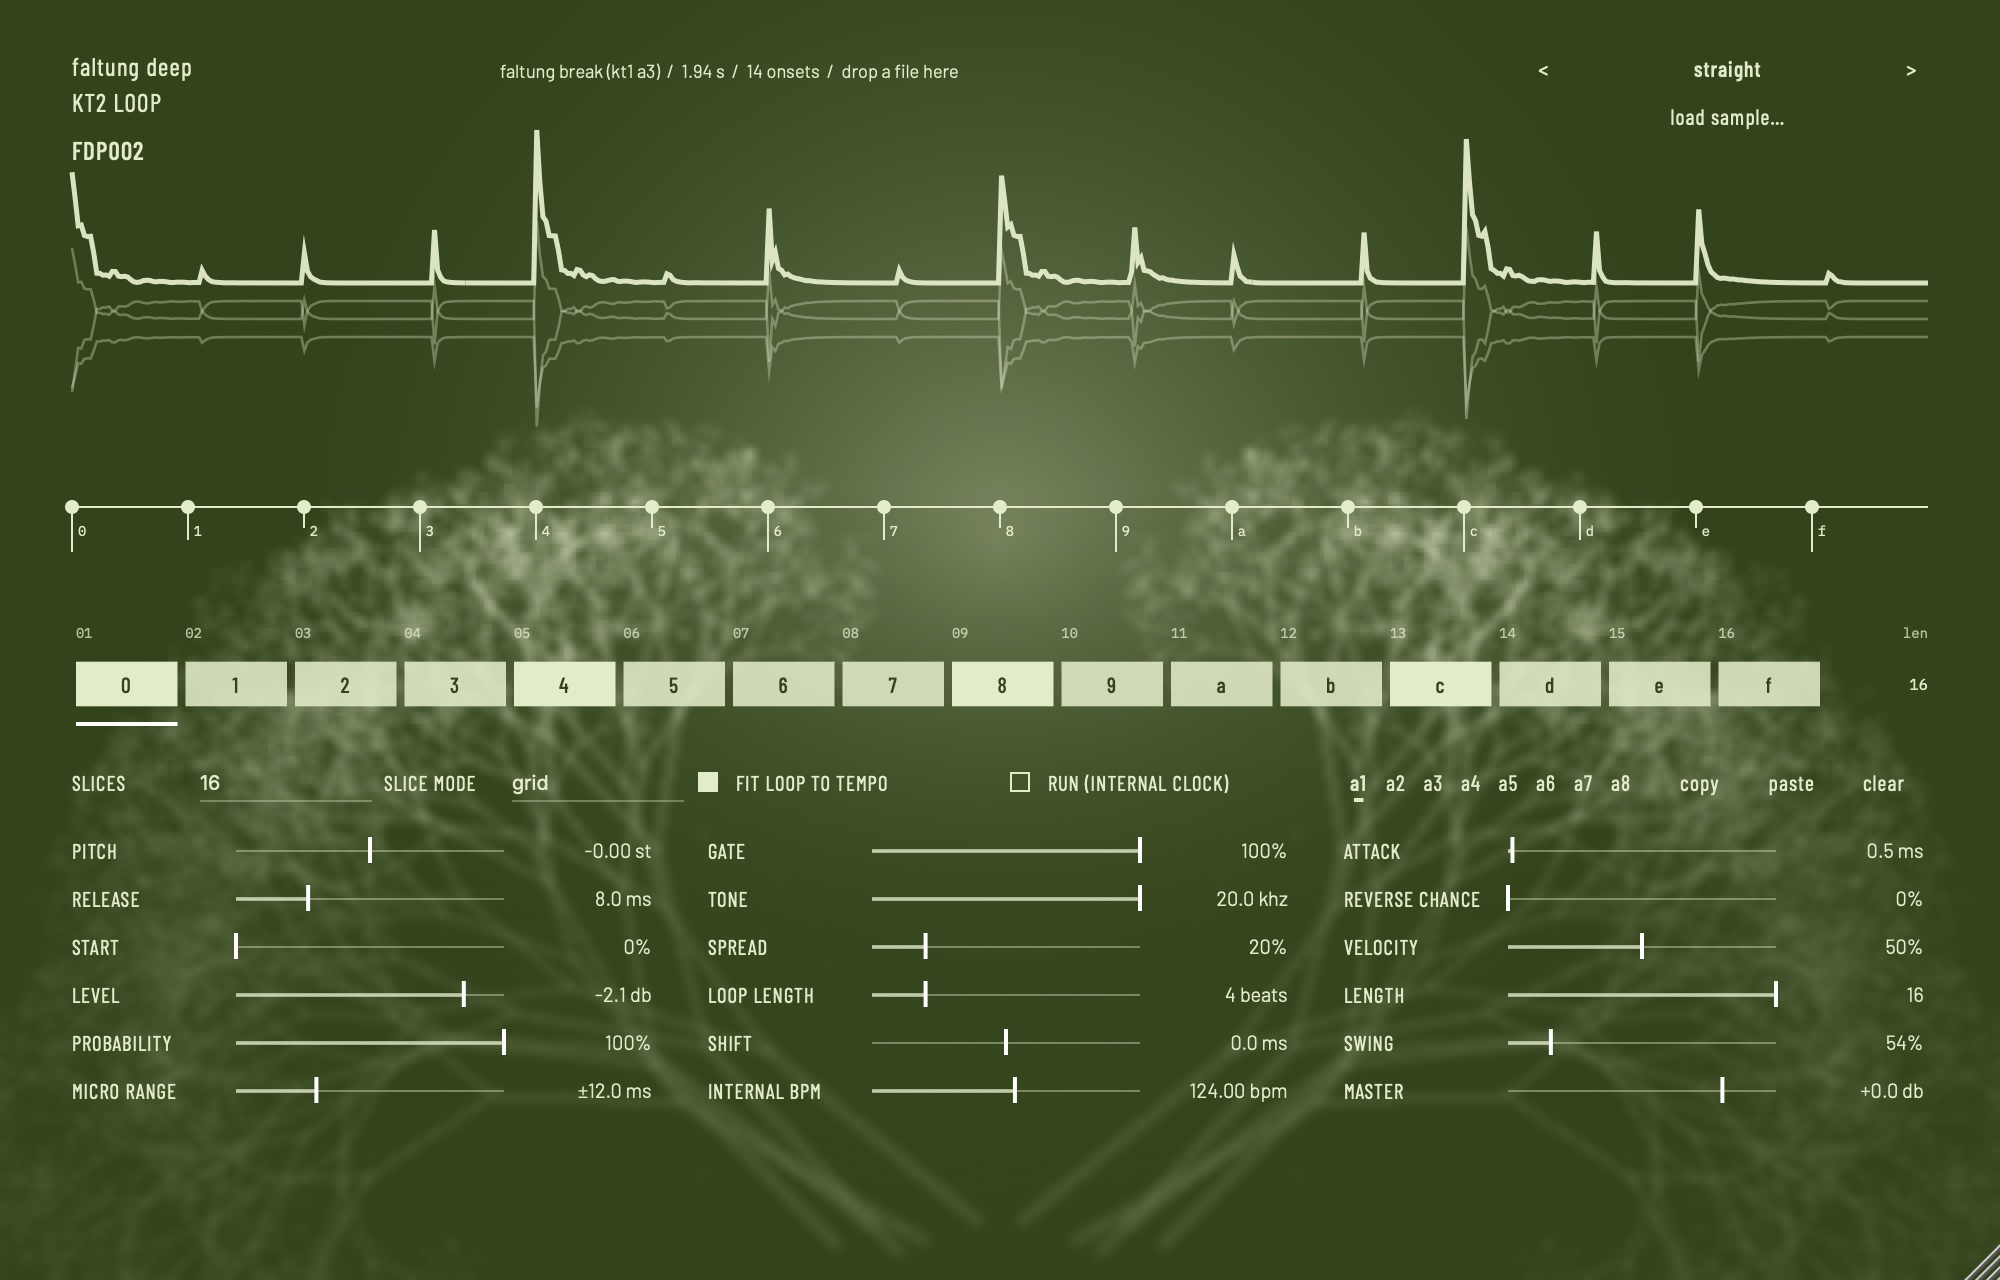 faltung deep
KT2 LOOP
FDP002
faltung break (kt1 a3) / 1.94 s / 14 onsets / drop a file here
< straight >
load sample...
0 1 2 3 4 5 6 7 8 9 a b c d e f
01 02 03 04 05 06 07 08 09 10 11 12 13 14 15 16 len
0 1 2 3 4 5 6 7 8 9 a b c d e f 16
SLICES 16 SLICE MODE grid FIT LOOP TO TEMPO RUN (INTERNAL CLOCK) a1 a2 a3 a4 a5 a6 a7 a8 copy paste clear
PITCH -0.00 st GATE 100% ATTACK 0.5 ms
RELEASE 8.0 ms TONE 20.0 khz REVERSE CHANCE 0%
START 0% SPREAD 20% VELOCITY 50%
LEVEL -2.1 db LOOP LENGTH 4 beats LENGTH 16
PROBABILITY 100% SHIFT 0.0 ms SWING 54%
MICRO RANGE ±12.0 ms INTERNAL BPM 124.00 bpm MASTER +0.0 db